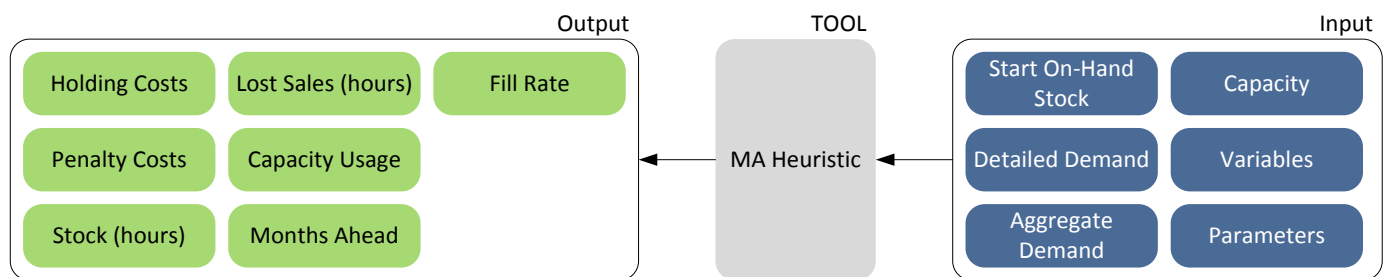 Output
TOOL
Input
Holding Costs
Lost Sales (hours)
Fill Rate
Penalty Costs
Capacity Usage
Stock (hours)
Months Ahead
MA Heuristic
Start On-Hand
Stock
Capacity
Detailed Demand
Variables
Aggregate
Demand
Parameters